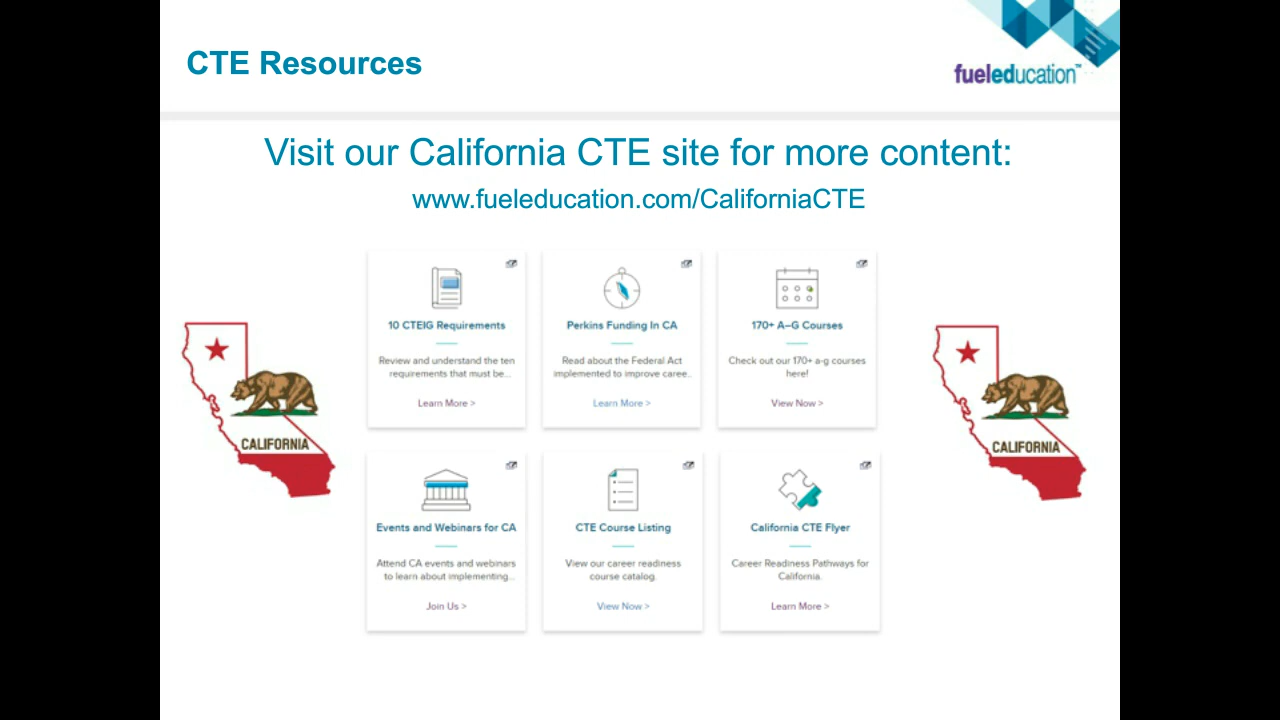 CTE Resources
fueleducation™
Visit our California CTE site for more content:
www.fueleducation.com/CaliforniaCTE
10 CTEIG Requirements
Review and understand the ten
requirements that must be...
Learn More >
Perkins Funding In CA
Read about the Federal Act
implemented to improve caree...
Learn More >
170+ A–G Courses
Check out our 170+ a-g courses
here!
View Now >
CALIFORNIA
CALIFORNIA
Events and Webinars for CA
Attend CA events and webinars
to learn about implementing...
Join Us >
CTE Course Listing
View our career readiness
course catalog.
View Now >
California CTE Flyer
Career Readiness Pathways for
California.
Learn More >